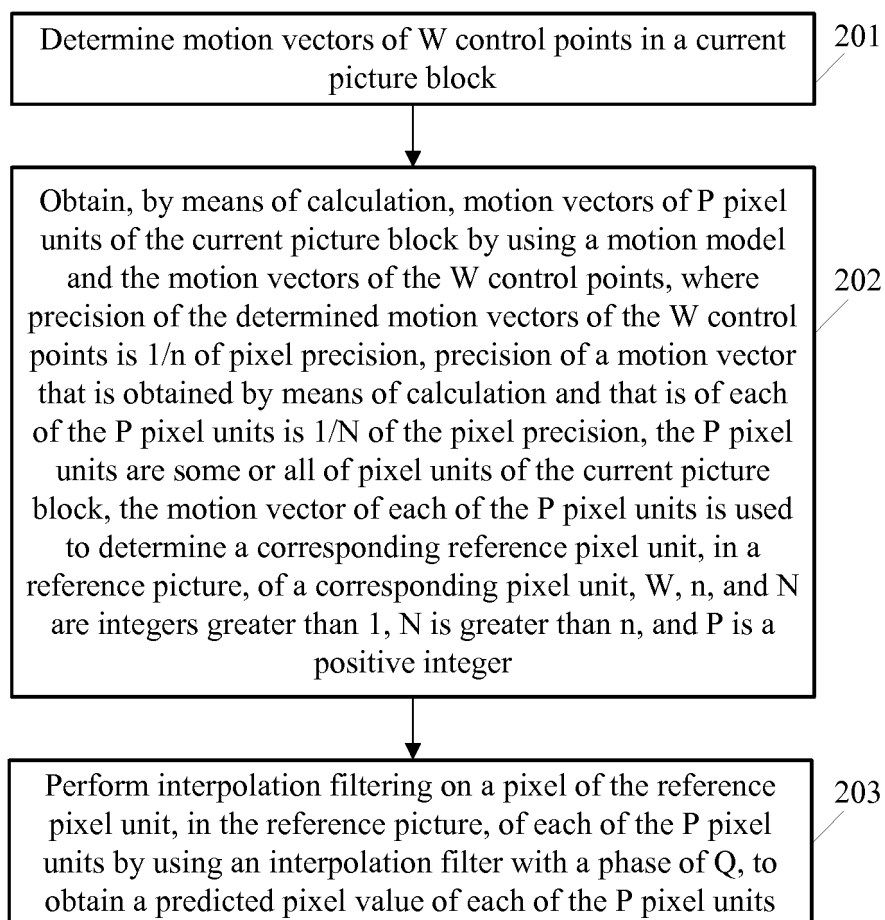 Determine motion vectors of W control points in a current
picture block
201
Obtain, by means of calculation, motion vectors of P pixel
units of the current picture block by using a motion model
and the motion vectors of the W control points, where
precision of the determined motion vectors of the W control
points is 1/n of pixel precision, precision of a motion vector
that is obtained by means of calculation and that is of each
of the P pixel units is 1/N of the pixel precision, the P pixel
units are some or all of pixel units of the current picture
block, the motion vector of each of the P pixel units is used
to determine a corresponding reference pixel unit, in a
reference picture, of a corresponding pixel unit, W, n, and N
are integers greater than 1, N is greater than n, and P is a
positive integer
202
Perform interpolation filtering on a pixel of the reference
pixel unit, in the reference picture, of each of the P pixel
units by using an interpolation filter with a phase of Q, to
obtain a predicted pixel value of each of the P pixel units
203